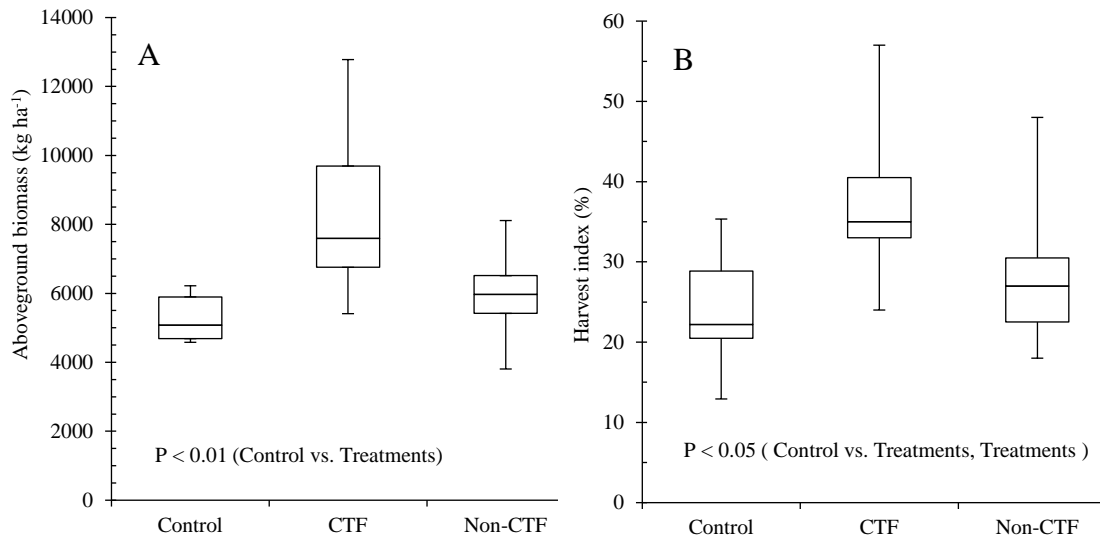 A
Aboveground biomass (kg ha⁻¹)
14000
12000
10000
8000
6000
4000
2000
0
P < 0.01 (Control vs. Treatments)
Control CTF Non-CTF
B
Harvest index (%)
60
50
40
30
20
10
0
P < 0.05 ( Control vs. Treatments, Treatments )
Control CTF Non-CTF